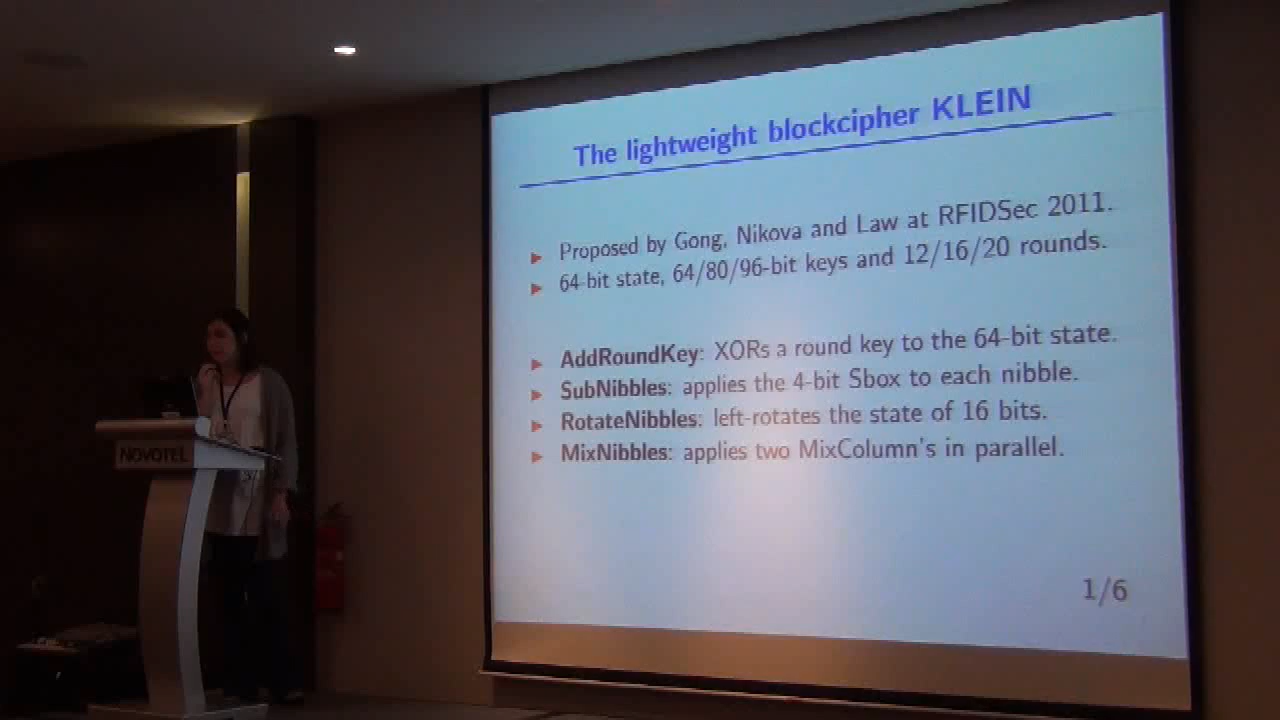 The lightweight blockcipher KLEIN
Proposed by Gong, Nikova and Law at RFIDSec 2011.
64-bit state, 64/80/96-bit keys and 12/16/20 rounds.
AddRoundKey: XORs a round key to the 64-bit state.
SubNibbles: applies the 4-bit Sbox to each nibble.
RotateNibbles: left-rotates the state of 16 bits.
MixNibbles: applies two MixColumn's in parallel.
1/6
NOVOTEL